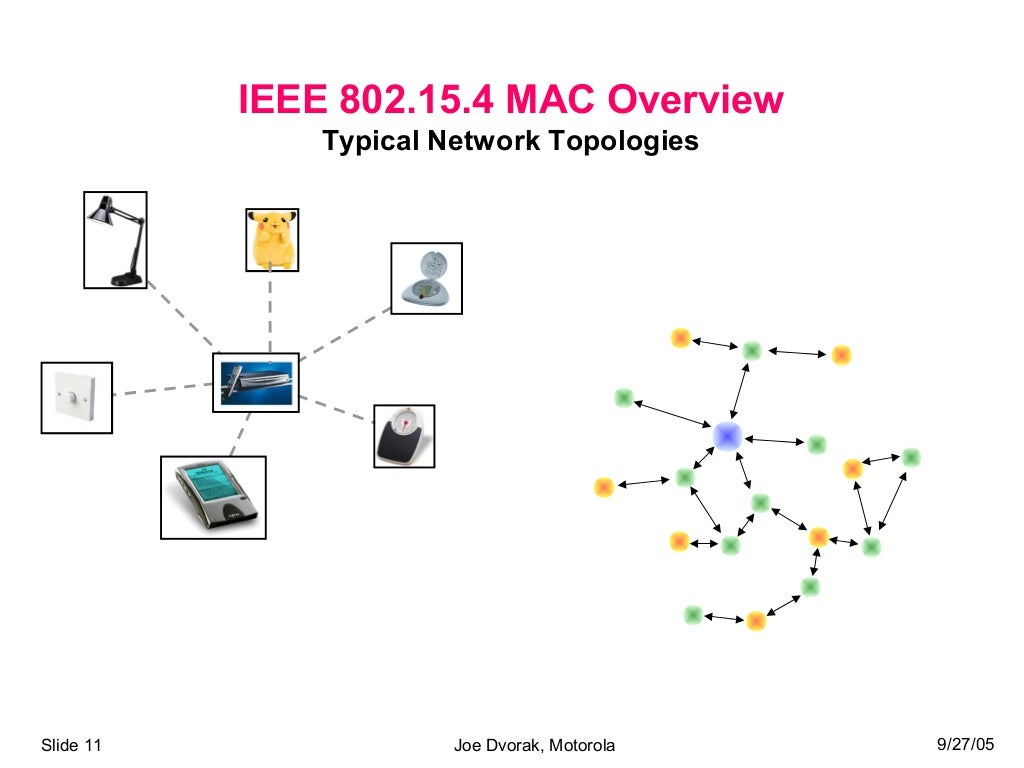 IEEE 802.15.4 MAC Overview
Typical Network Topologies
Slide 11
Joe Dvorak, Motorola
9/27/05